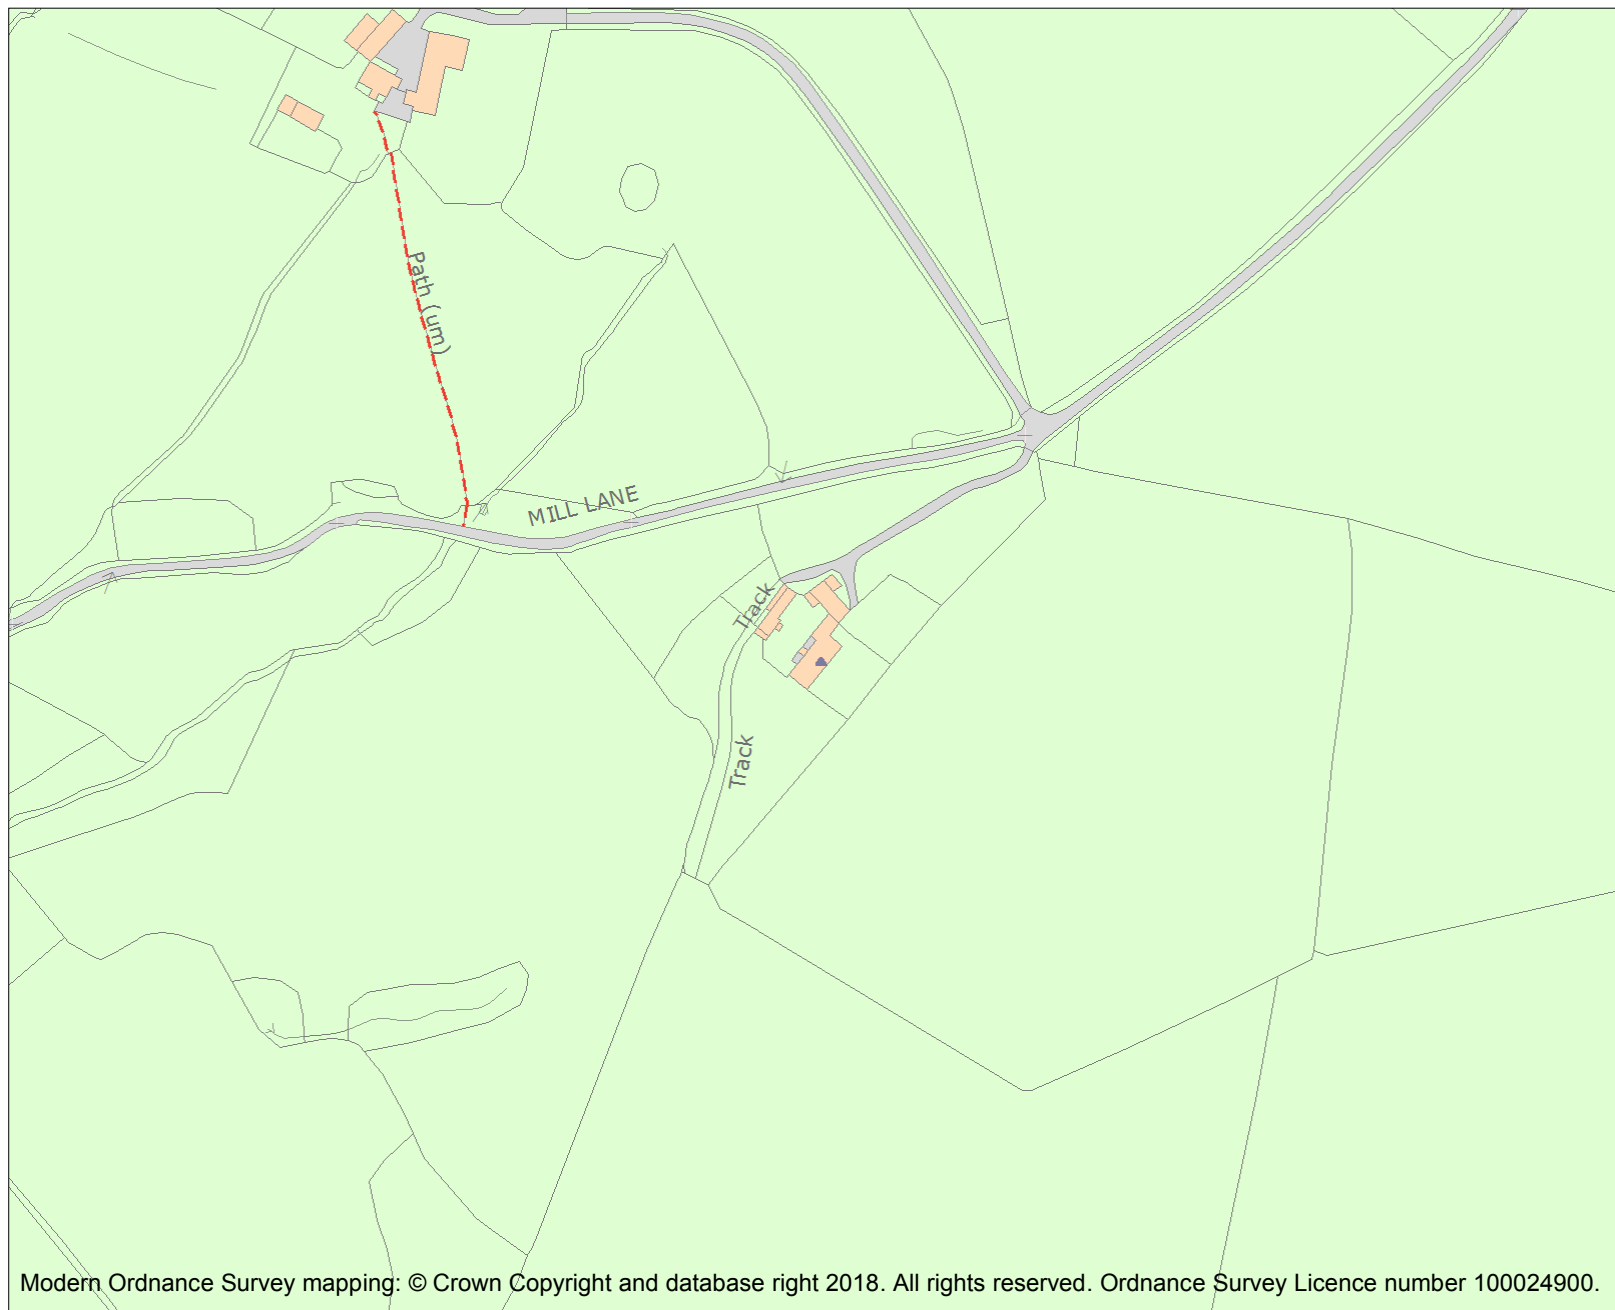 Path (um)
MILL LANE
Track
Track
Modern Ordnance Survey mapping: © Crown Copyright and database right 2018. All rights reserved. Ordnance Survey Licence number 100024900.